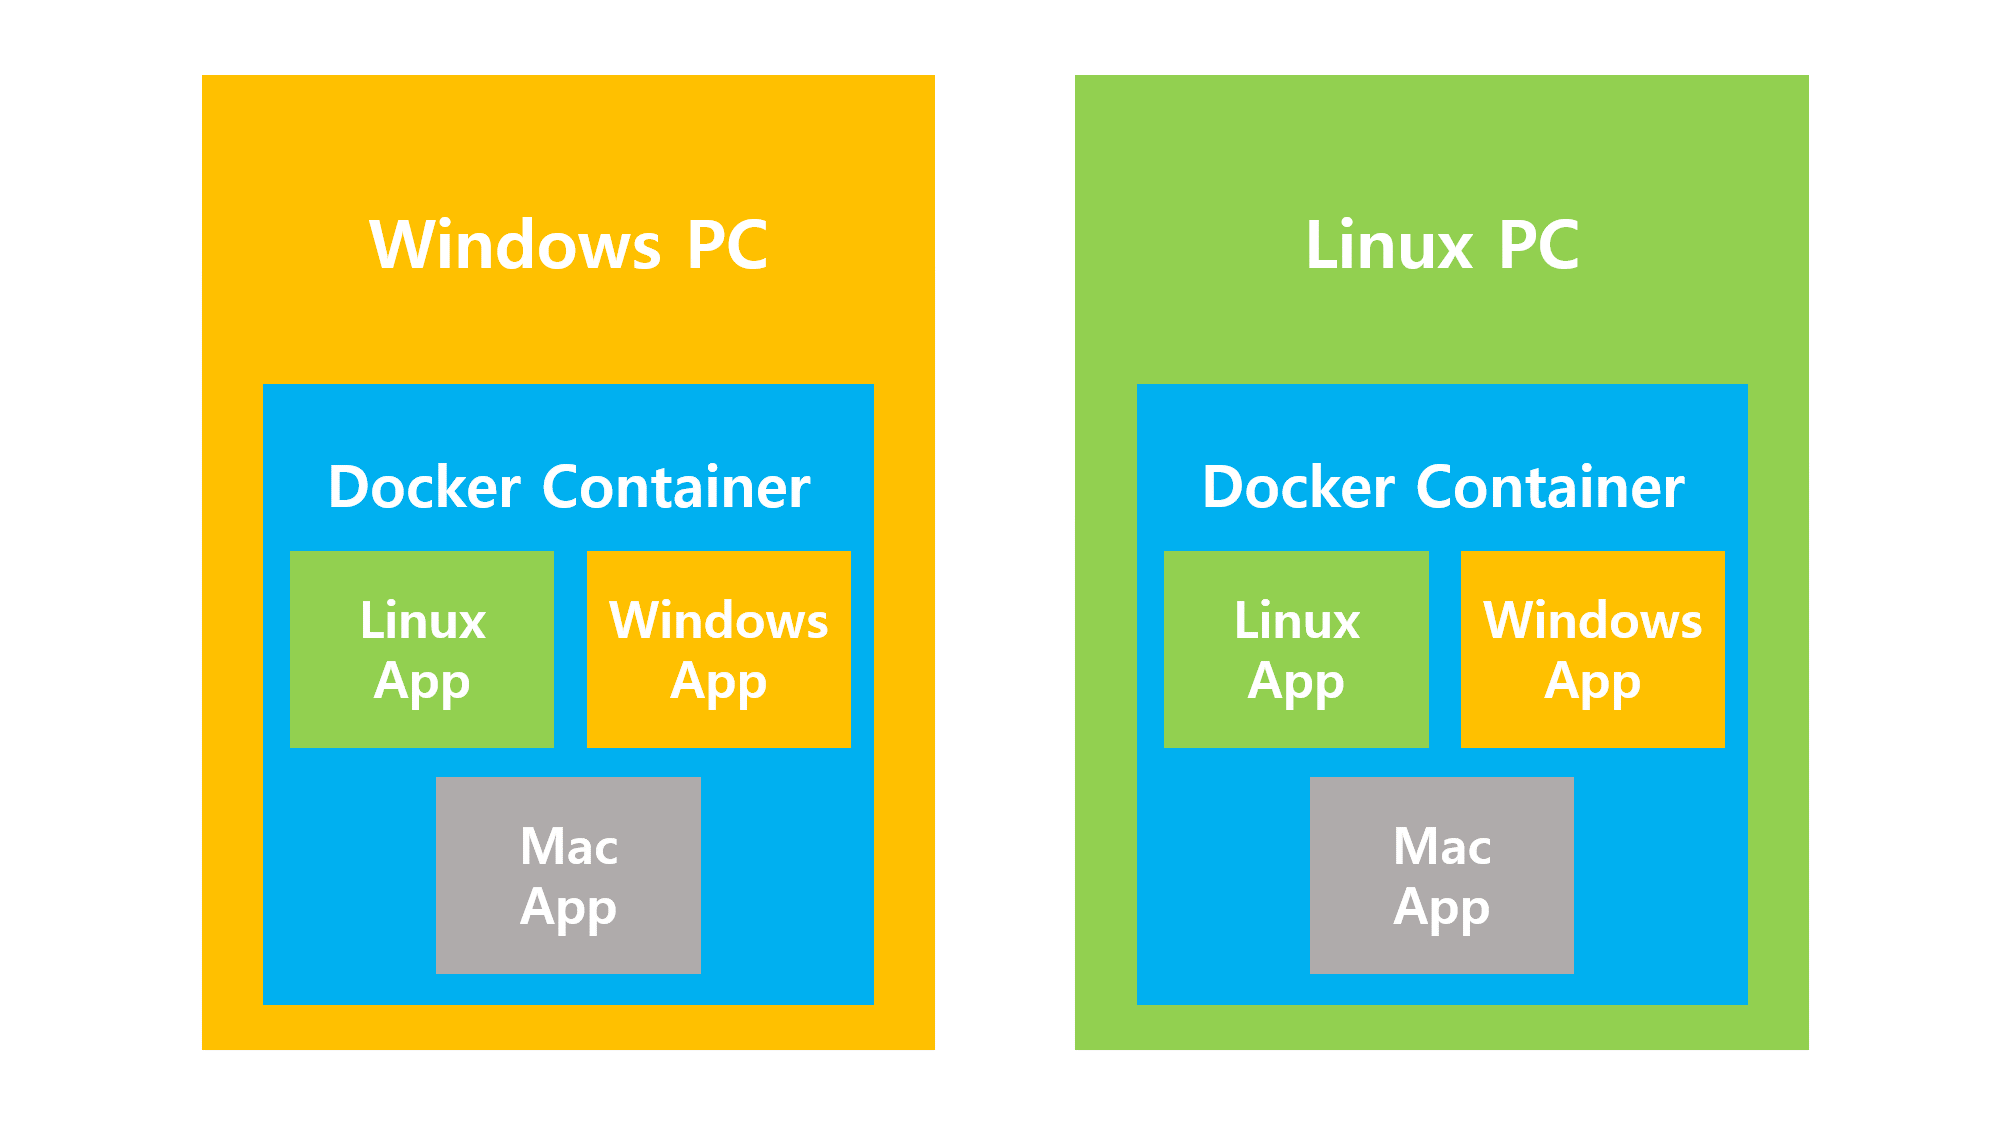 Windows PC
Docker Container
Linux
App
Windows
App
Mac
App
Linux PC
Docker Container
Linux
App
Windows
App
Mac
App